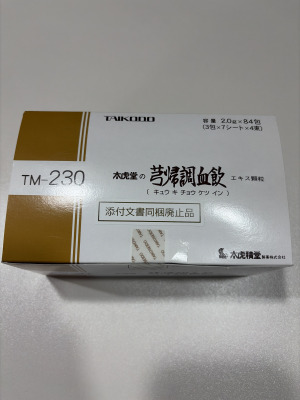 TAIKODO
容量 2.0g×84包
(3包×7シート×4束)
TM-230
太虎堂の芎帰調血飲エキス顆粒
(キュウ キ チョウ ケツ イン)
添付文書同梱廃止品
太虎精堂製薬株式会社